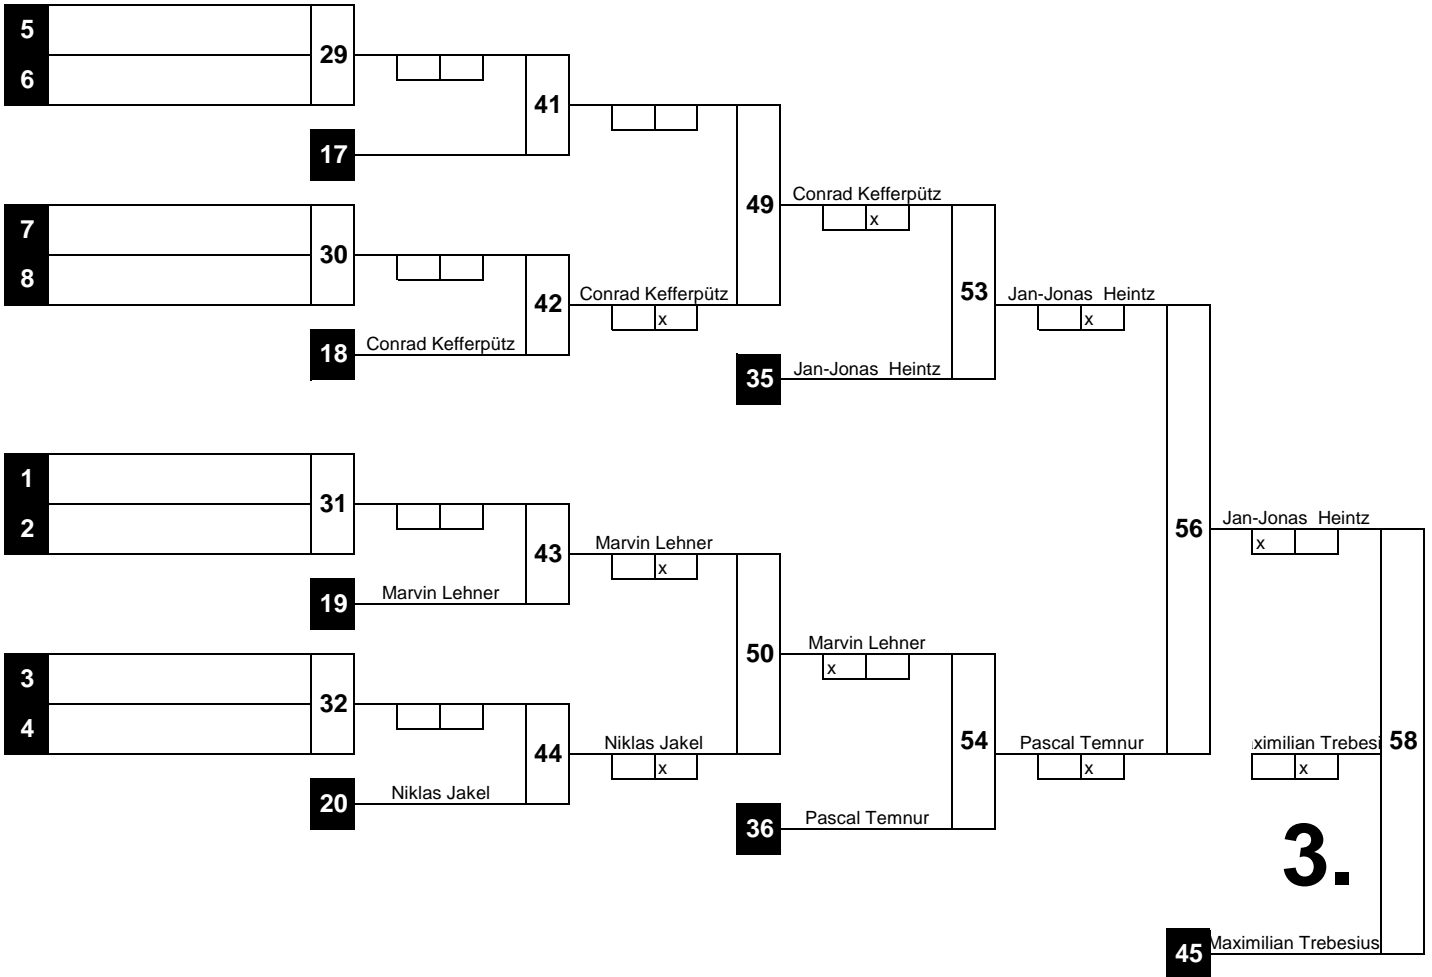 5
29
6
41
17
Conrad Kefferpütz
49
x
7
30
8
Conrad Kefferpütz
42
x
53
Jan-Jonas Heintz
x
18
Conrad Kefferpütz
35
Jan-Jonas Heintz
1
31
2
Marvin Lehner
43
x
56
Jan-Jonas Heintz
x
19
Marvin Lehner
Marvin Lehner
50
x
3
32
4
Niklas Jakel
44
x
54
Pascal Temnur
x
ximilian Trebesi
58
x
20
Niklas Jakel
36
Pascal Temnur
3.
45
Maximilian Trebesius